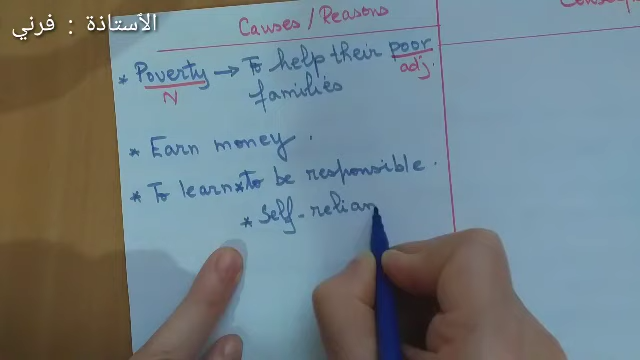 الأستاذة : فرني
Causes / Reasons
* Poverty → To help their poor
N
adj.
families
* Earn money.
* To learn * to be responsible.
* Self-relian